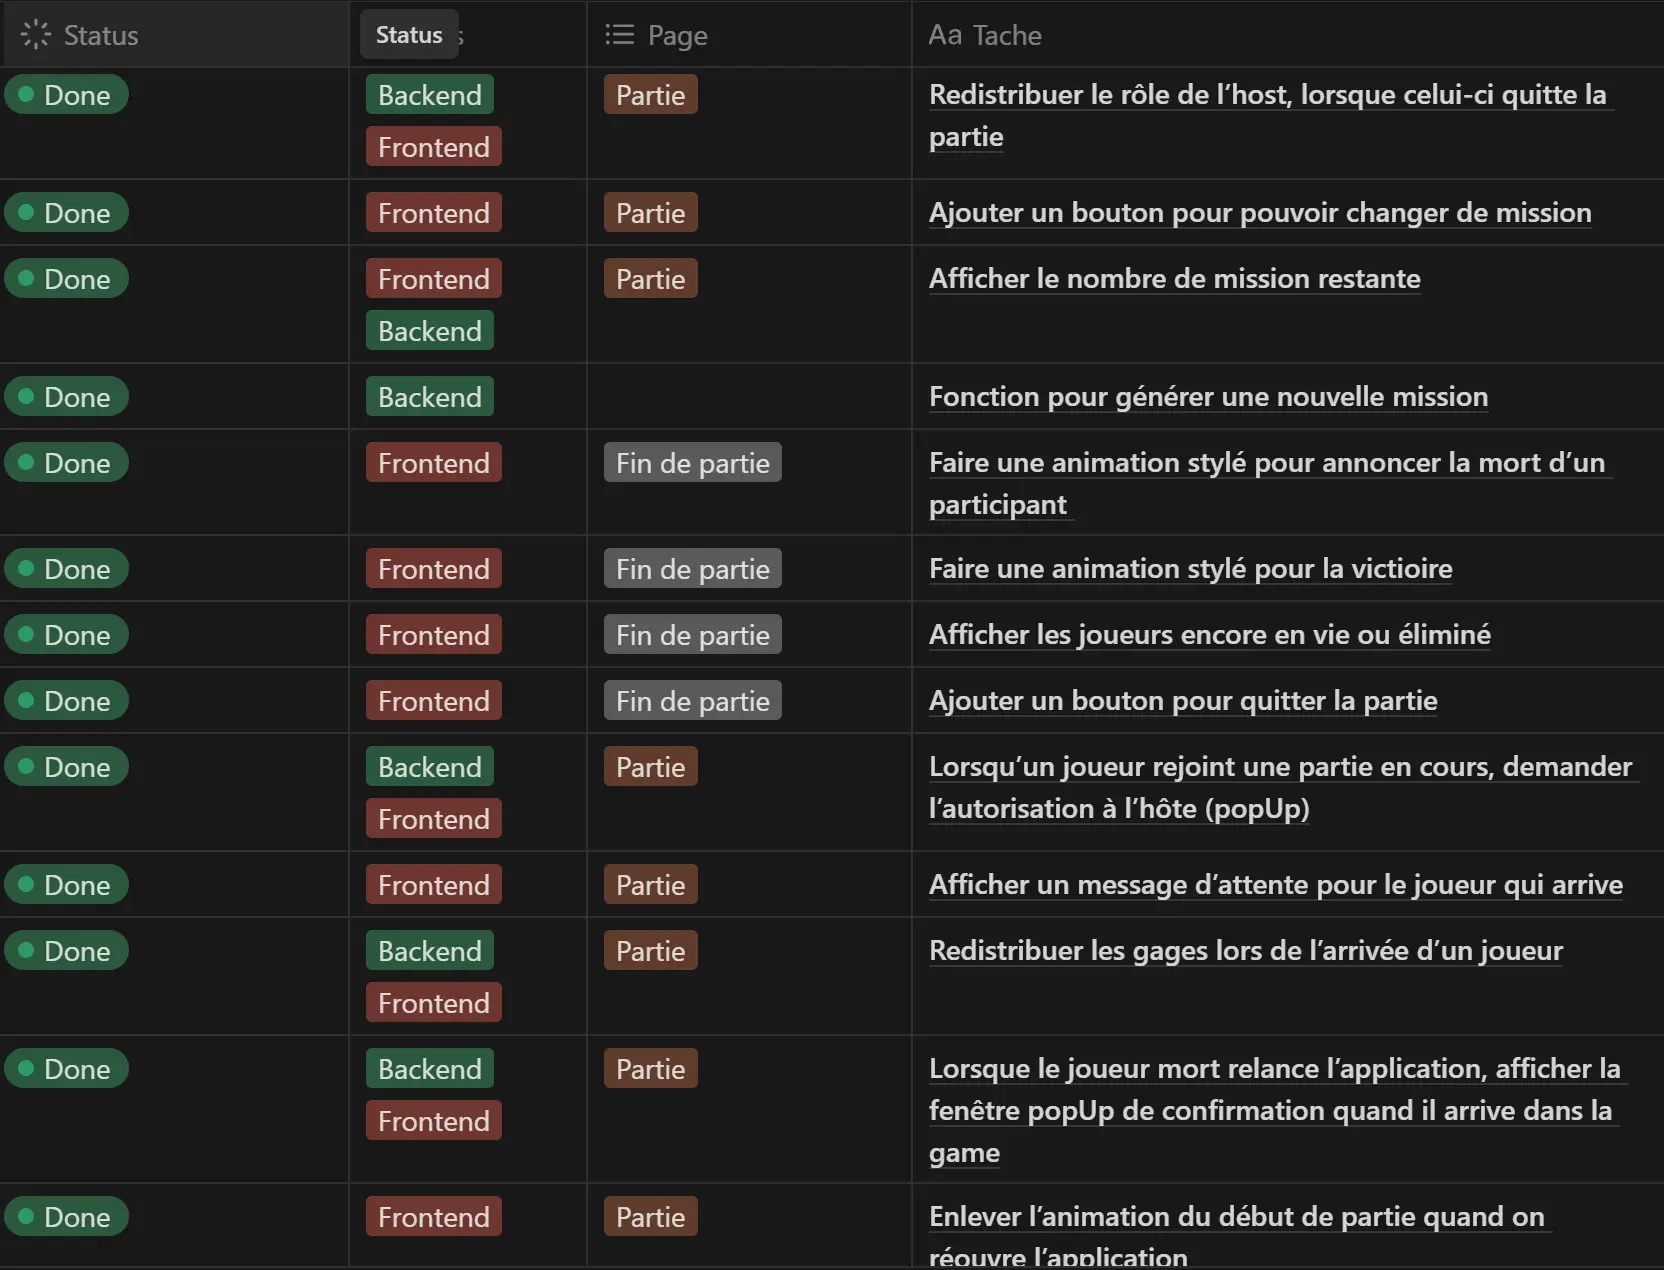 Status Status s Page Aa Tache
Done Backend Partie Redistribuer le rôle de l’host, lorsque celui-ci quitte la
Frontend partie
Done Frontend Partie Ajouter un bouton pour pouvoir changer de mission
Done Frontend Partie Afficher le nombre de mission restante
Backend
Done Backend Fonction pour générer une nouvelle mission
Done Frontend Fin de partie Faire une animation stylé pour annoncer la mort d’un
participant
Done Frontend Fin de partie Faire une animation stylé pour la victioire
Done Frontend Fin de partie Afficher les joueurs encore en vie ou éliminé
Done Frontend Fin de partie Ajouter un bouton pour quitter la partie
Done Backend Partie Lorsqu’un joueur rejoint une partie en cours, demander
Frontend l’autorisation à l’hôte (popUp)
Done Frontend Partie Afficher un message d’attente pour le joueur qui arrive
Done Backend Partie Redistribuer les gages lors de l’arrivée d’un joueur
Frontend
Done Backend Partie Lorsque le joueur mort relance l’application, afficher la
Frontend fenêtre popUp de confirmation quand il arrive dans la
game
Done Frontend Partie Enlever l’animation du début de partie quand on
réouvre l’application